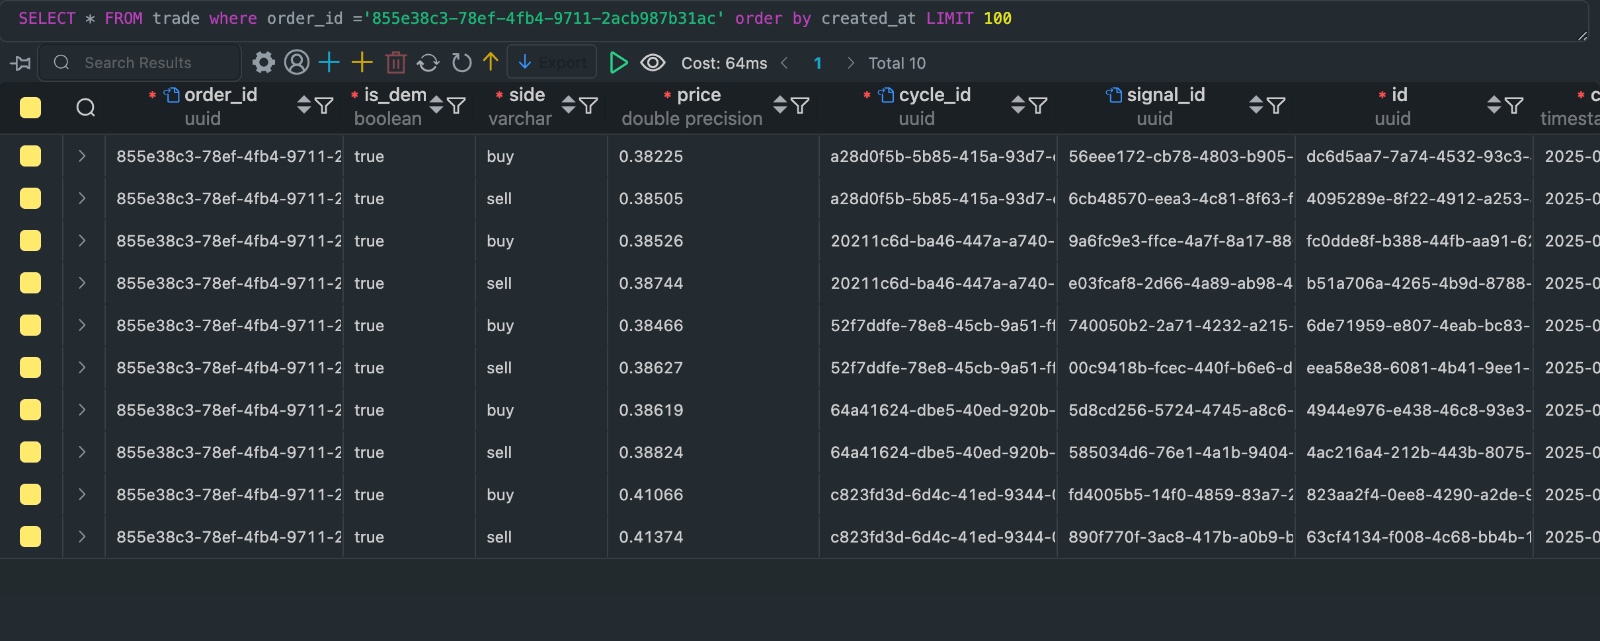 SELECT * FROM trade where order_id ='855e38c3-78ef-4fb4-9711-2acb987b31ac' order by created_at LIMIT 100
Search Results Export Cost: 64ms 1 Total 10
* order_id * is_dem * side * price * cycle_id signal_id * id * c
uuid boolean varchar double precision uuid uuid uuid timesta
855e38c3-78ef-4fb4-9711-2 true buy 0.38225 a28d0f5b-5b85-415a-93d7- 56eee172-cb78-4803-b905- dc6d5aa7-7a74-4532-93c3- 2025-0
855e38c3-78ef-4fb4-9711-2 true sell 0.38505 a28d0f5b-5b85-415a-93d7- 6cb48570-eea3-4c81-8f63-f 4095289e-8f22-4912-a253- 2025-0
855e38c3-78ef-4fb4-9711-2 true buy 0.38526 20211c6d-ba46-447a-a740- 9a6fc9e3-ffce-4a7f-8a17-88 fc0dde8f-b388-44fb-aa91-62 2025-0
855e38c3-78ef-4fb4-9711-2 true sell 0.38744 20211c6d-ba46-447a-a740- e03fcaf8-2d66-4a89-ab98-4 b51a706a-4265-4b9d-8788- 2025-0
855e38c3-78ef-4fb4-9711-2 true buy 0.38466 52f7ddfe-78e8-45cb-9a51-ff 740050b2-2a71-4232-a215- 6de71959-e807-4eab-bc83- 2025-0
855e38c3-78ef-4fb4-9711-2 true sell 0.38627 52f7ddfe-78e8-45cb-9a51-ff 00c9418b-fcec-440f-b6e6-d eea58e38-6081-4b41-9ee1- 2025-0
855e38c3-78ef-4fb4-9711-2 true buy 0.38619 64a41624-dbe5-40ed-920b- 5d8cd256-5724-4745-a8c6- 4944e976-e438-46c8-93e3- 2025-0
855e38c3-78ef-4fb4-9711-2 true sell 0.38824 64a41624-dbe5-40ed-920b- 585034d6-76e1-4a1b-9404- 4ac216a4-212b-443b-8075- 2025-0
855e38c3-78ef-4fb4-9711-2 true buy 0.41066 c823fd3d-6d4c-41ed-9344- fd4005b5-14f0-4859-83a7-2 823aa2f4-0ee8-4290-a2de-9 2025-0
855e38c3-78ef-4fb4-9711-2 true sell 0.41374 c823fd3d-6d4c-41ed-9344- 890f770f-3ac8-417b-a0b9-b 63cf4134-f008-4c68-bb4b-1 2025-0